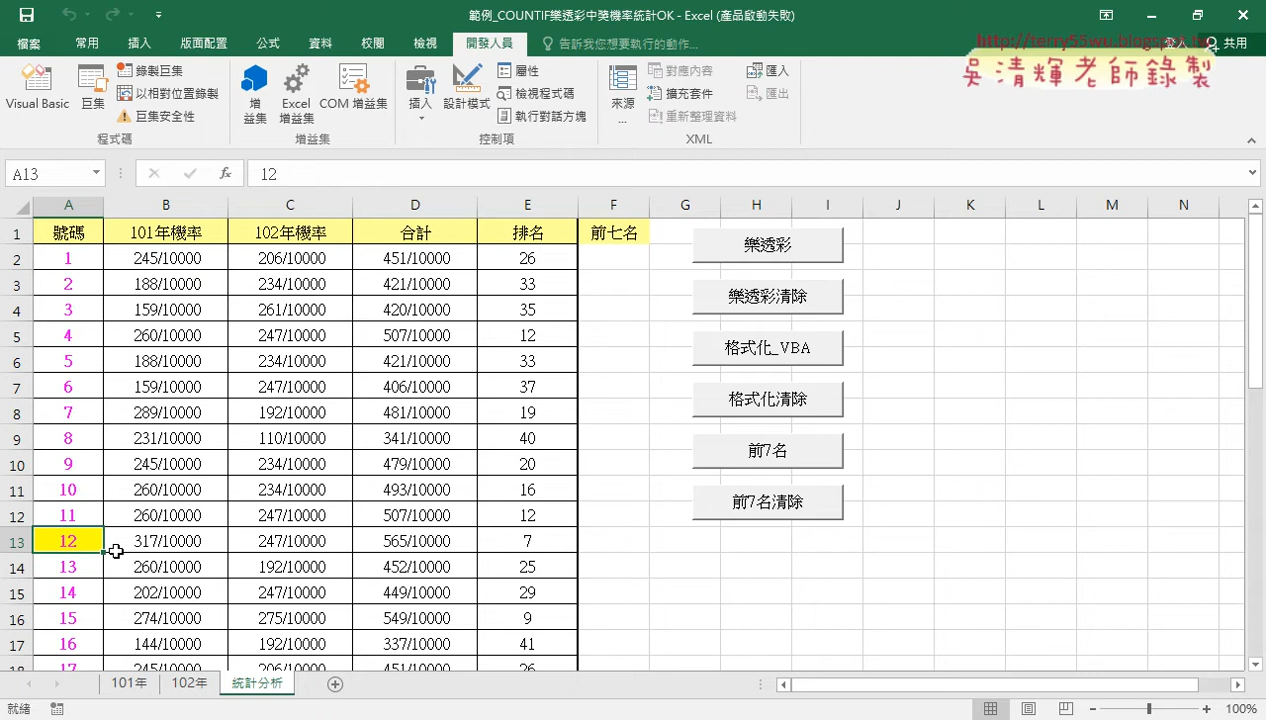 範例_COUNTIF樂透彩中獎機率統計OK - Excel (產品啟動失敗)
檔案 常用 插入 版面配置 公式 資料 校閱 檢視 開發人員 告訴我您想要執行的動作... 登入 共用
http://terry55wu.blogspot.tw
吳清輝老師錄製
Visual Basic 巨集 錄製巨集 以相對位置錄製 巨集安全性 程式碼
增益集 Excel 增益集 COM 增益集 增益集
插入 設計模式 屬性 檢視程式碼 執行對話方塊 控制項
來源... 對應內容 擴充套件 重新整理資料 匯入 匯出 XML
A13 fx 12
A B C D E F G H I J K L M N
1 號碼 101年機率 102年機率 合計 排名 前七名
2 1 245/10000 206/10000 451/10000 26
3 2 188/10000 234/10000 421/10000 33
4 3 159/10000 261/10000 420/10000 35
5 4 260/10000 247/10000 507/10000 12
6 5 188/10000 234/10000 421/10000 33
7 6 159/10000 247/10000 406/10000 37
8 7 289/10000 192/10000 481/10000 19
9 8 231/10000 110/10000 341/10000 40
10 9 245/10000 234/10000 479/10000 20
11 10 260/10000 234/10000 493/10000 16
12 11 260/10000 247/10000 507/10000 12
13 12 317/10000 247/10000 565/10000 7
14 13 260/10000 192/10000 452/10000 25
15 14 202/10000 247/10000 449/10000 29
16 15 274/10000 275/10000 549/10000 9
17 16 144/10000 192/10000 337/10000 41
18 17 245/10000 206/10000 451/10000 26
樂透彩
樂透彩清除
格式化_VBA
格式化清除
前7名
前7名清除
101年 102年 統計分析
就緒 100%